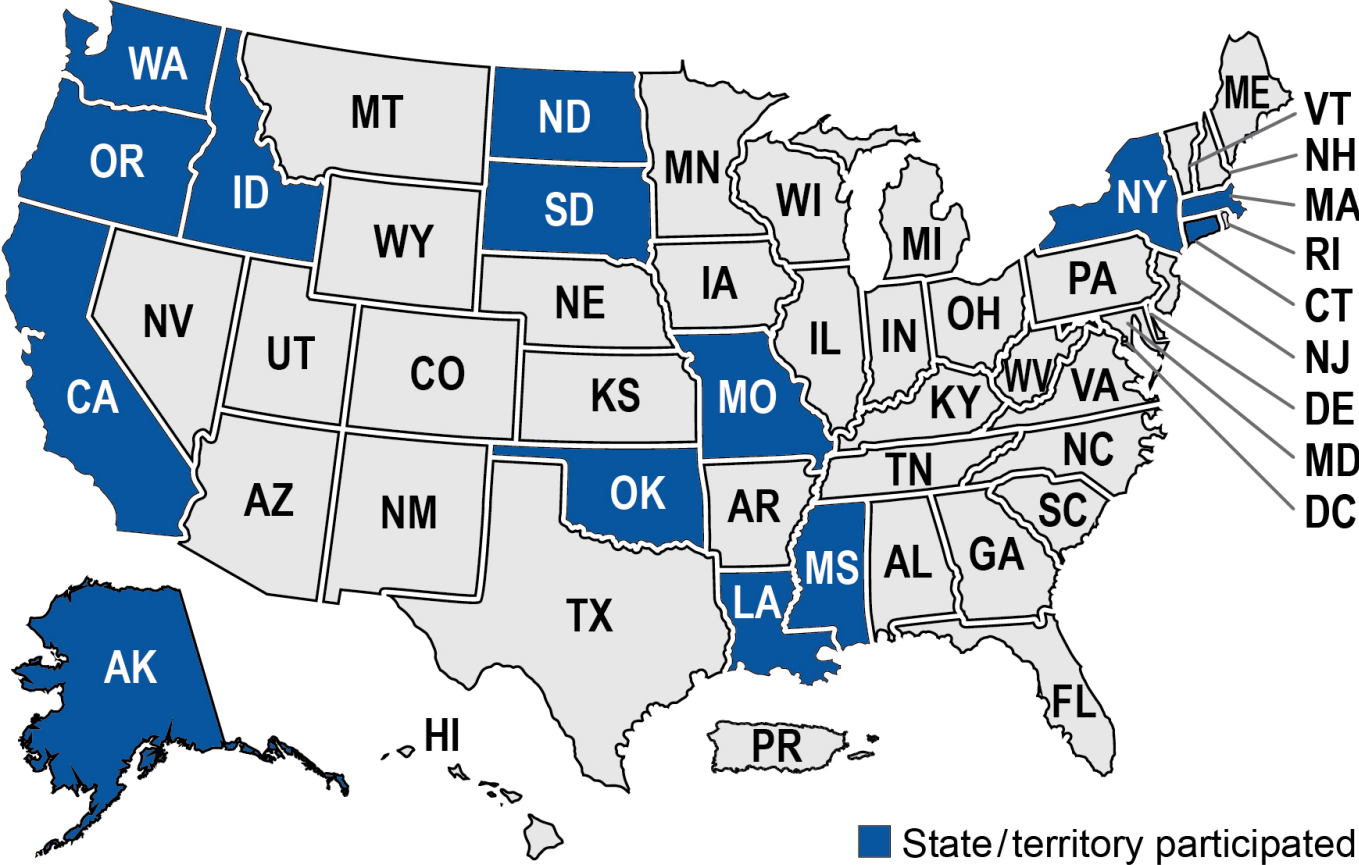 WA
MT
ND
MN
ME
VT
OR
ID
SD
WI
MI
NY
NH
MA
WY
IA
PA
RI
NE
CT
NV
UT
CO
IL
IN
OH
NJ
CA
KS
MO
KY
WV
VA
DE
AZ
NM
OK
AR
TN
NC
MD
SC
DC
TX
LA
MS
AL
GA
AK
FL
HI
PR
State/territory participated